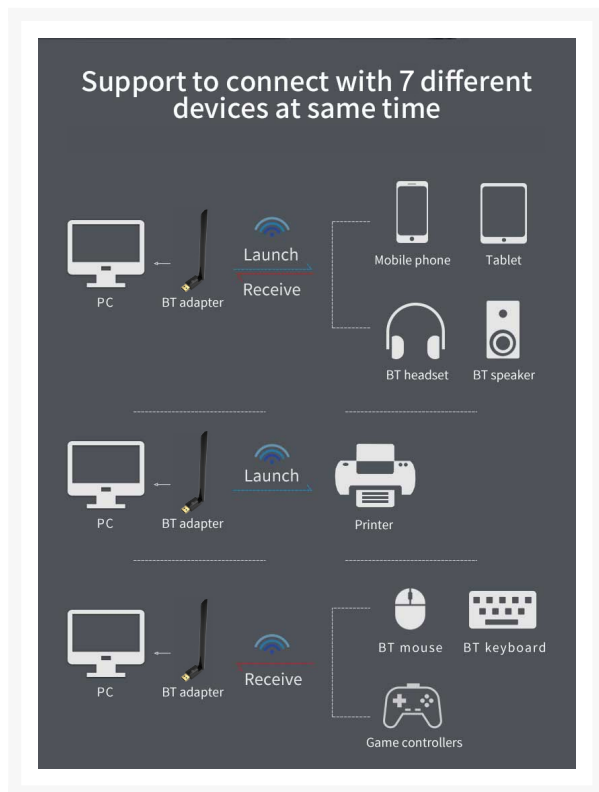 Support to connect with 7 different
devices at same time
Launch
Receive
PC
BT adapter
Mobile phone
Tablet
BT headset
BT speaker
Launch
PC
BT adapter
Printer
Receive
PC
BT adapter
BT mouse
BT keyboard
Game controllers